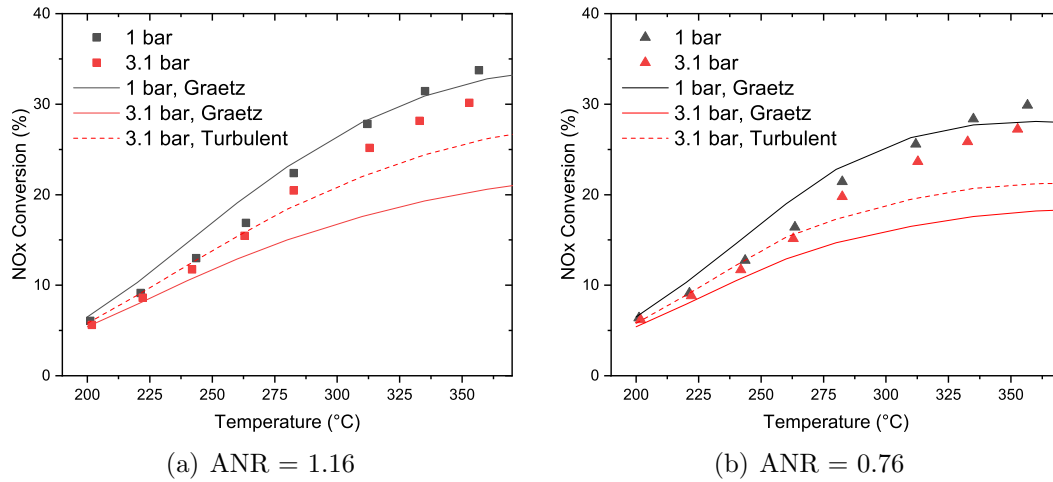 40
30
20
10
0
NOx Conversion (%)
1 bar
3.1 bar
1 bar, Graetz
3.1 bar, Graetz
3.1 bar, Turbulent
200 225 250 275 300 325 350
Temperature (°C)
(a) ANR = 1.16
40
30
20
10
0
NOx Conversion (%)
1 bar
3.1 bar
1 bar, Graetz
3.1 bar, Graetz
3.1 bar, Turbulent
200 225 250 275 300 325 350
Temperature (°C)
(b) ANR = 0.76